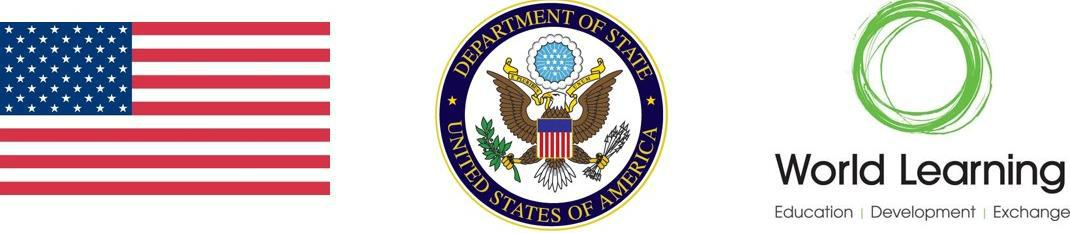 DEPARTMENT OF STATE
UNITED STATES OF AMERICA
World Learning
Education | Development | Exchange